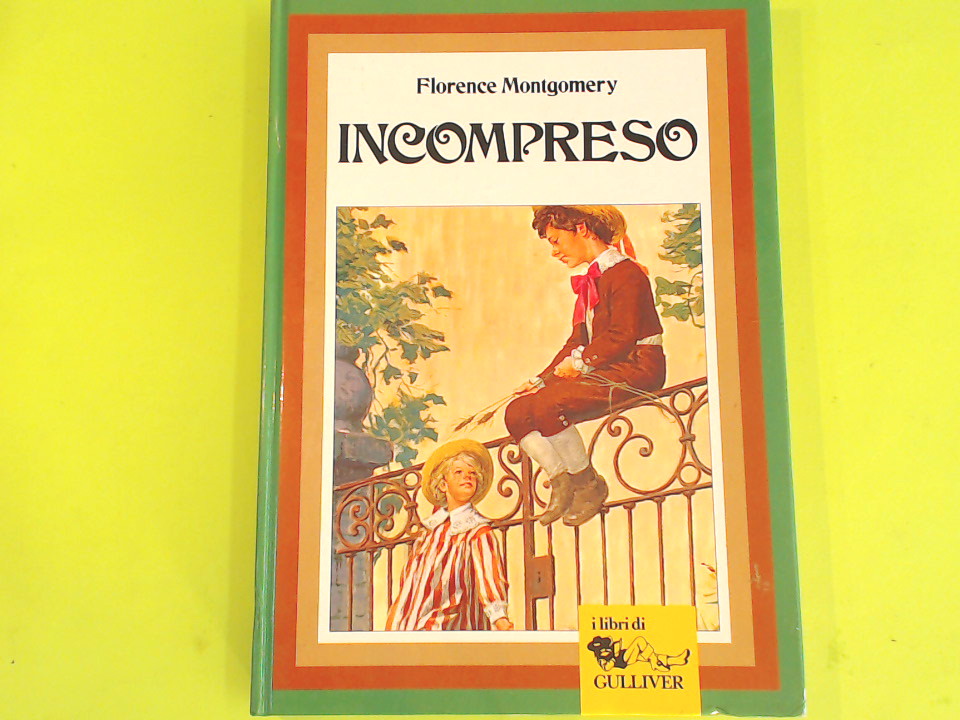 Florence Montgomery
INCOMPRESO
i libri di
GULLIVER